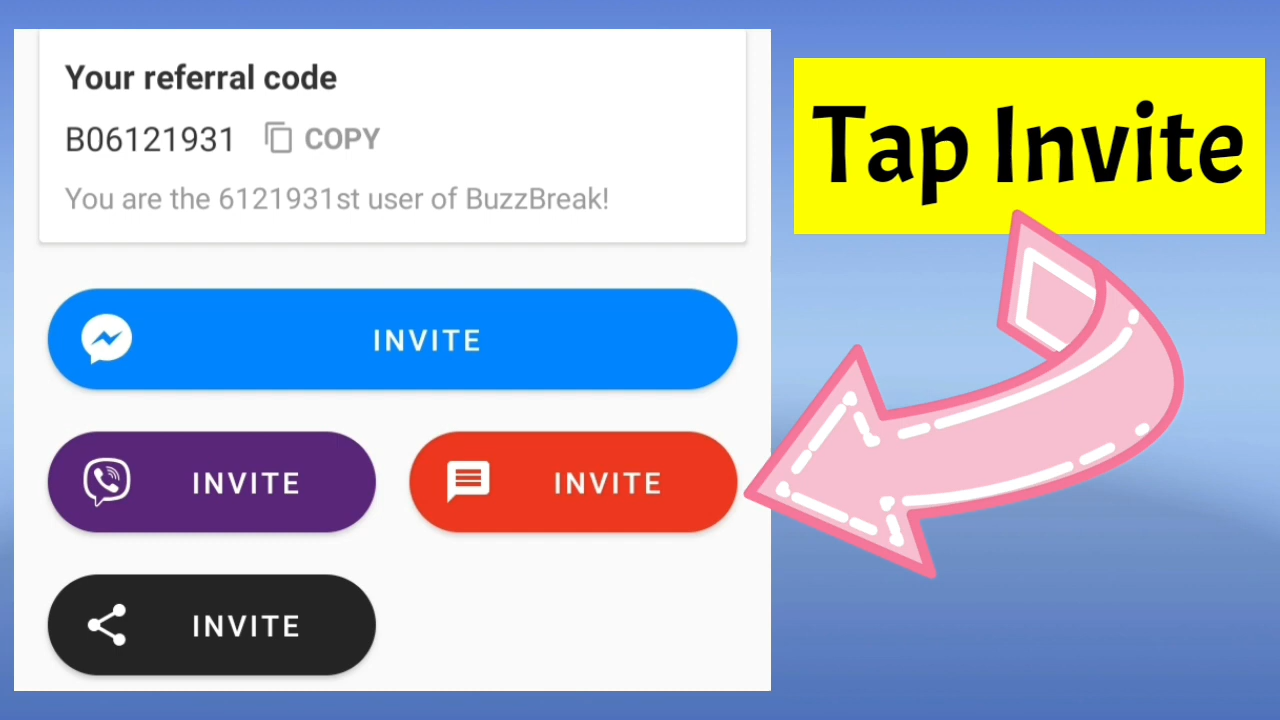 Your referral code
B06121931 COPY
You are the 6121931st user of BuzzBreak!
INVITE
INVITE INVITE
INVITE
Tap Invite